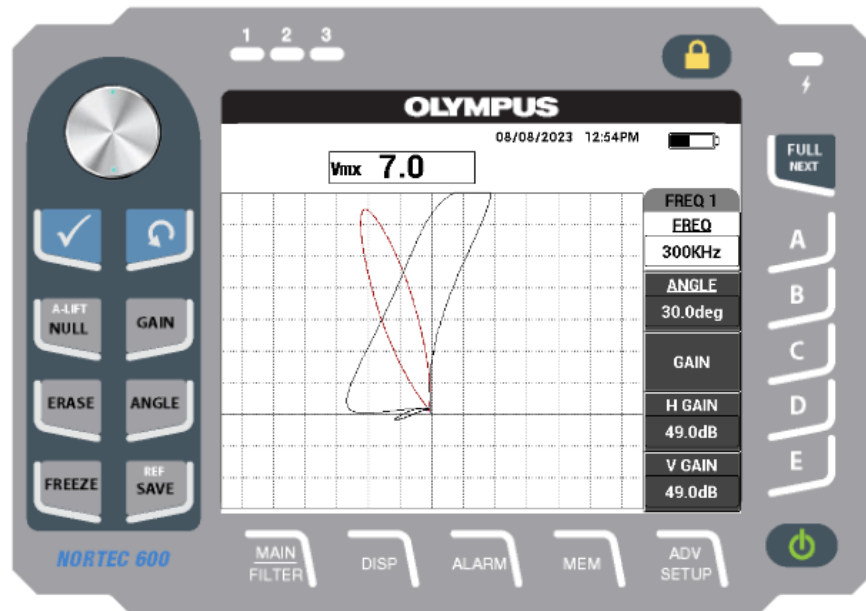 1 2 3
OLYMPUS
08/08/2023 12:54PM
Vmx 7.0
FULL
NEXT
FREQ 1
FREQ
300KHz
ANGLE
30.0deg
GAIN
H GAIN
49.0dB
V GAIN
49.0dB
A
B
C
D
E
A-LIFT
NULL
GAIN
ERASE
ANGLE
FREEZE
REF
SAVE
NORTEC 600
MAIN
FILTER
DISP
ALARM
MEM
ADV
SETUP